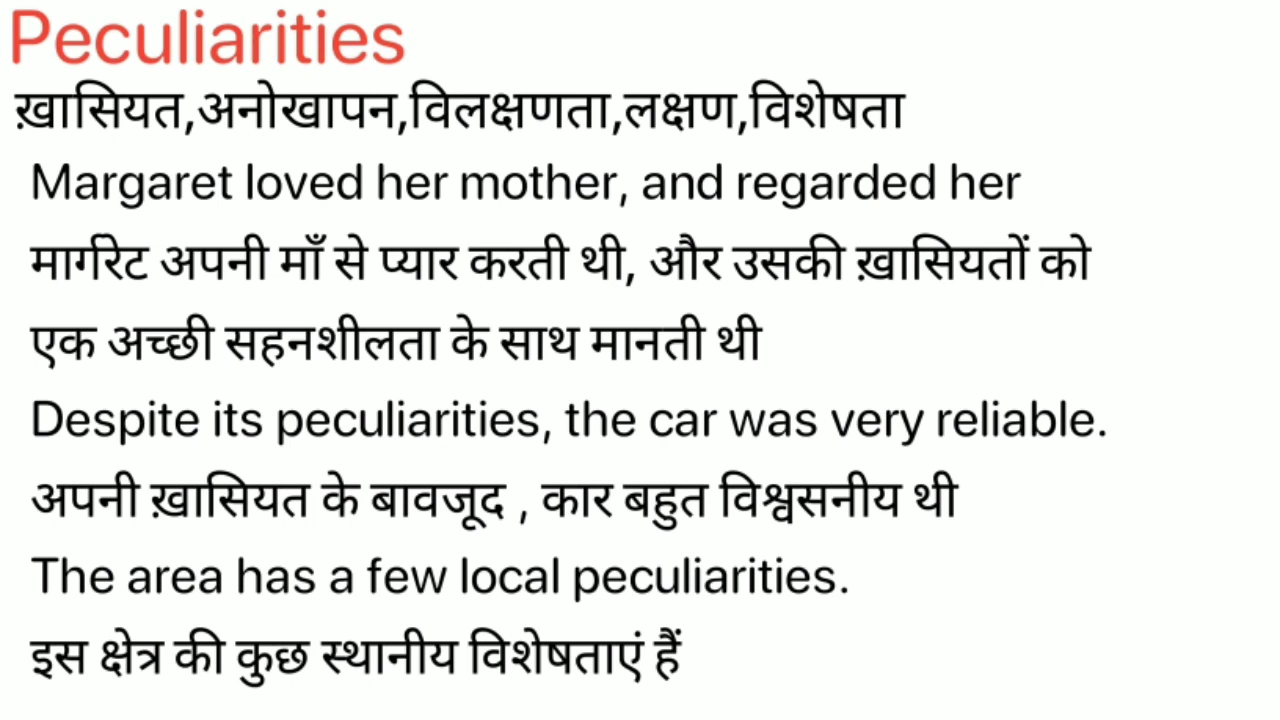 Peculiarities
ख़ासियत,अनोखापन,विलक्षणता,लक्षण,विशेषता
Margaret loved her mother, and regarded her
मार्गरेट अपनी माँ से प्यार करती थी, और उसकी ख़ासियतों को
एक अच्छी सहनशीलता के साथ मानती थी
Despite its peculiarities, the car was very reliable.
अपनी ख़ासियत के बावजूद , कार बहुत विश्वसनीय थी
The area has a few local peculiarities.
इस क्षेत्र की कुछ स्थानीय विशेषताएं हैं